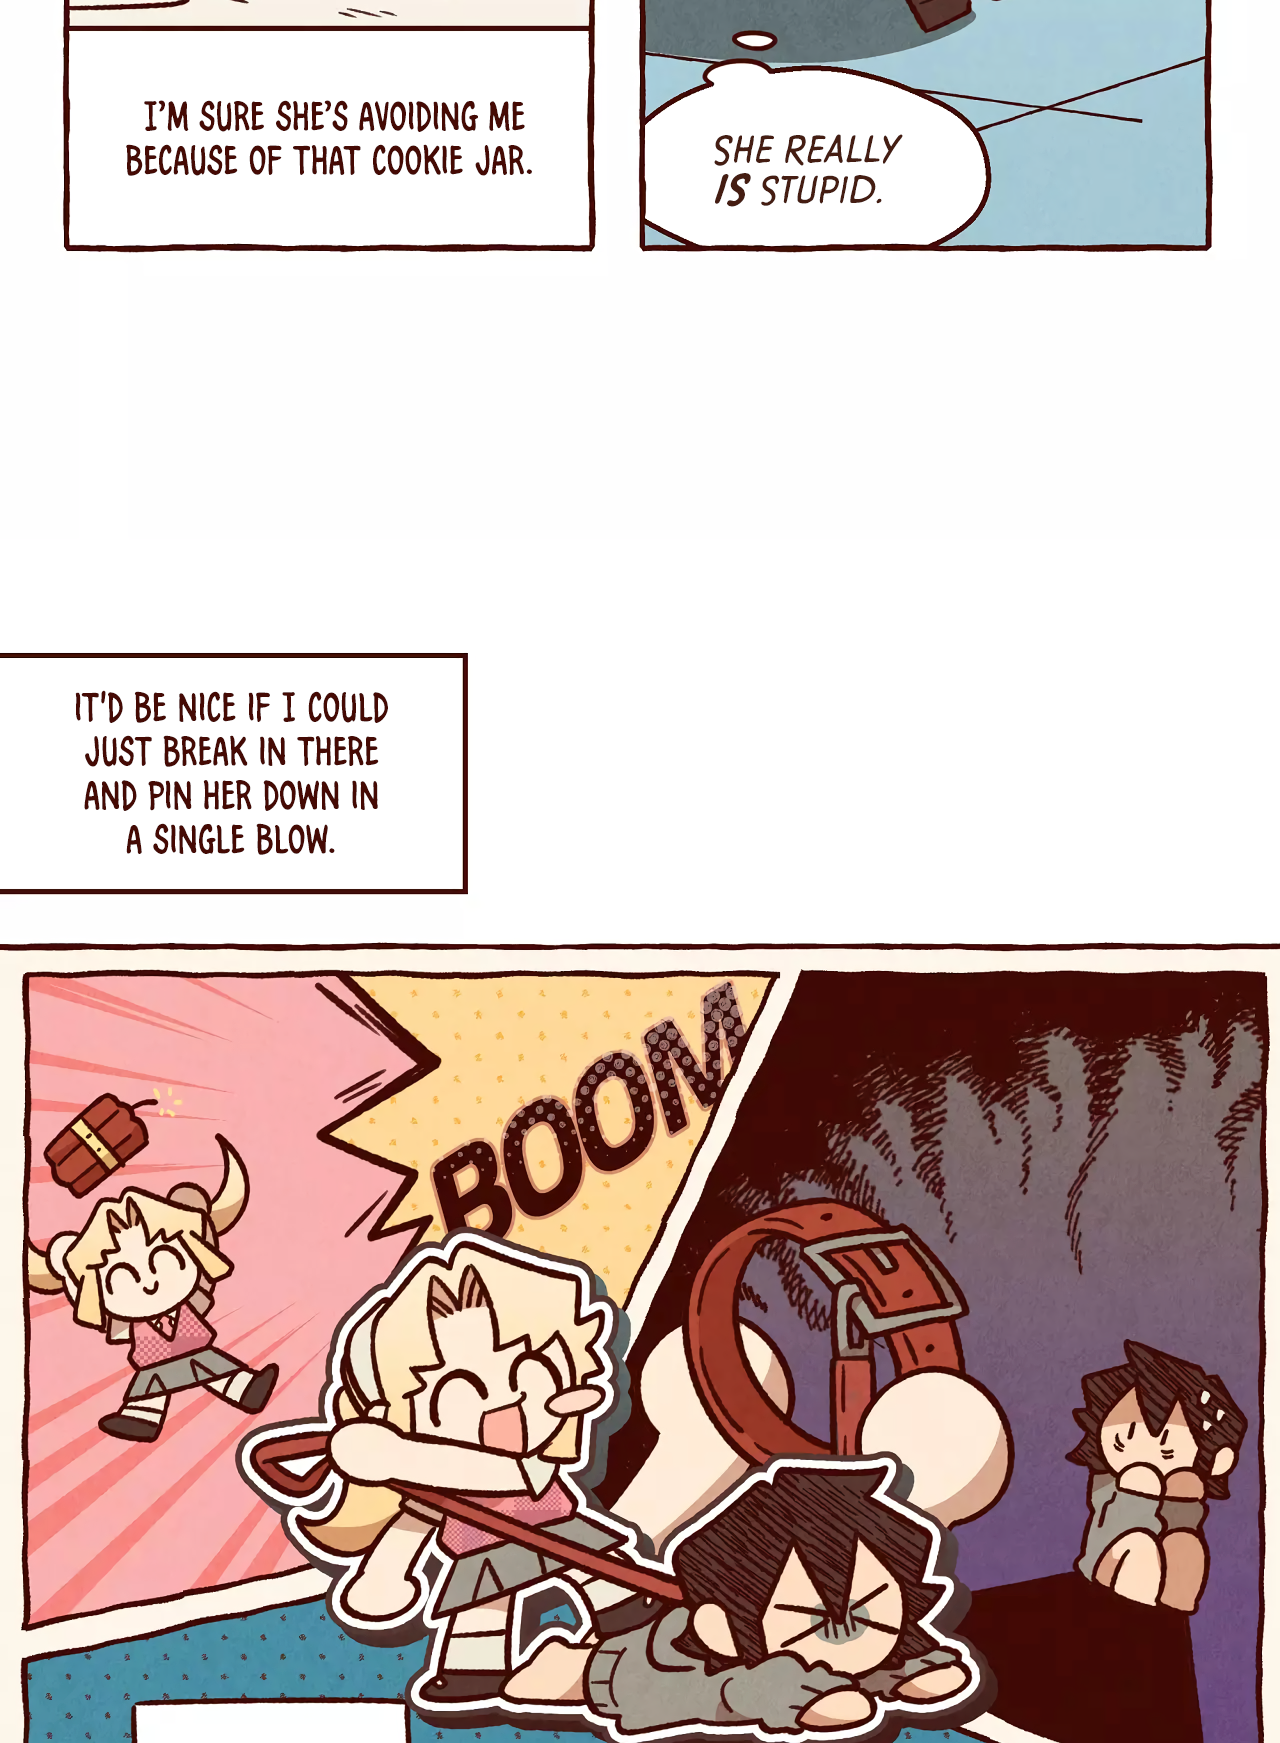 I'M SURE SHE'S AVOIDING ME
BECAUSE OF THAT COOKIE JAR.
SHE REALLY
IS STUPID.
IT'D BE NICE IF I COULD
JUST BREAK IN THERE
AND PIN HER DOWN IN
A SINGLE BLOW.
BOOM